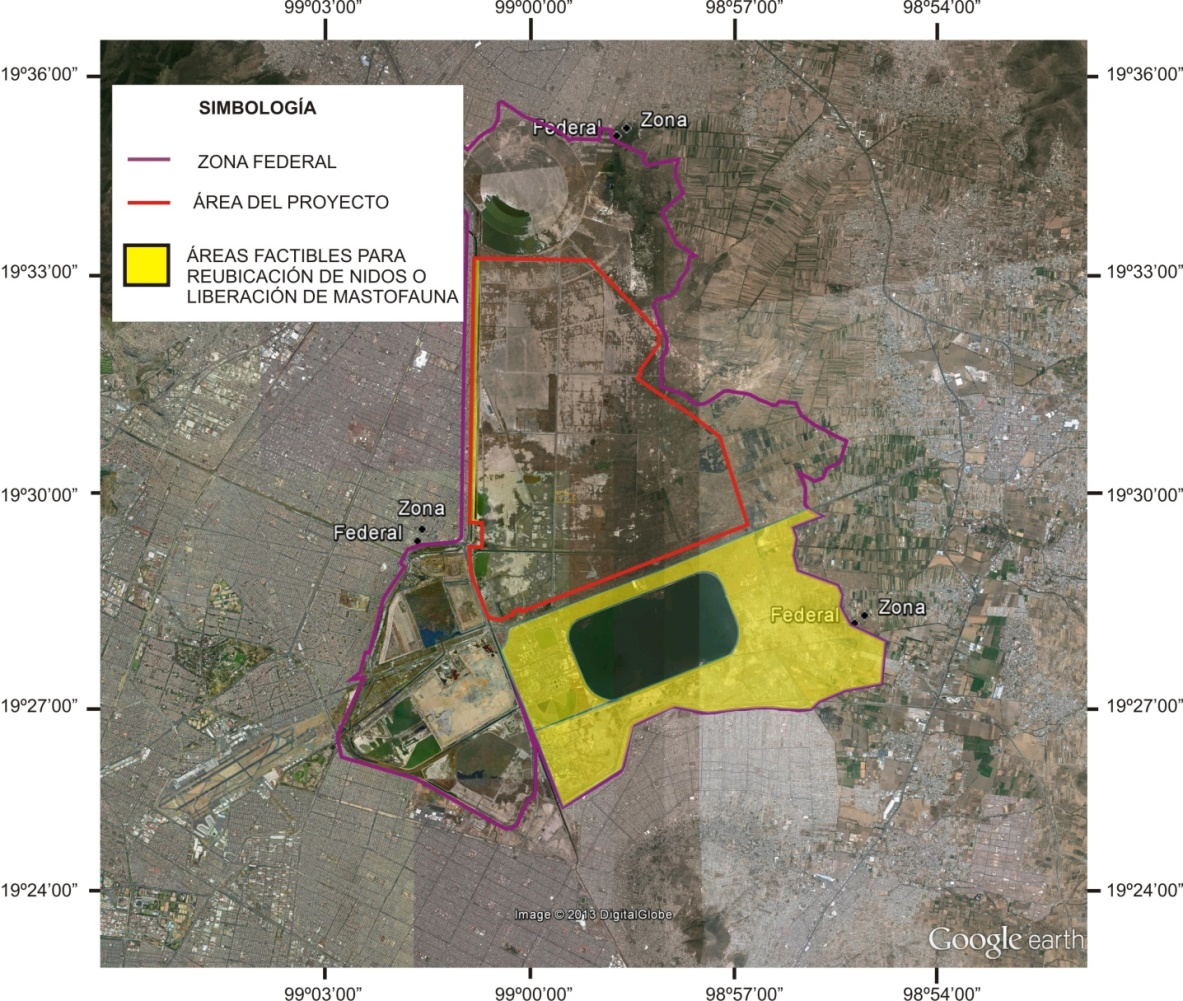 99º03'00" 99º00'00" 98º57'00" 98º54'00"
19º36'00" 19º36'00"
SIMBOLOGÍA
Federal Zona
ZONA FEDERAL
ÁREA DEL PROYECTO
ÁREAS FACTIBLES PARA
REUBICACIÓN DE NIDOS O
LIBERACIÓN DE MASTOFAUNA
19º33'00" 19º33'00"
19º30'00" 19º30'00"
Zona
Federal
Federal Zona
19º27'00" 19º27'00"
19º24'00" 19º24'00"
Image © 2013 DigitalGlobe
Google earth
99º03'00" 99º00'00" 98º57'00" 98º54'00"